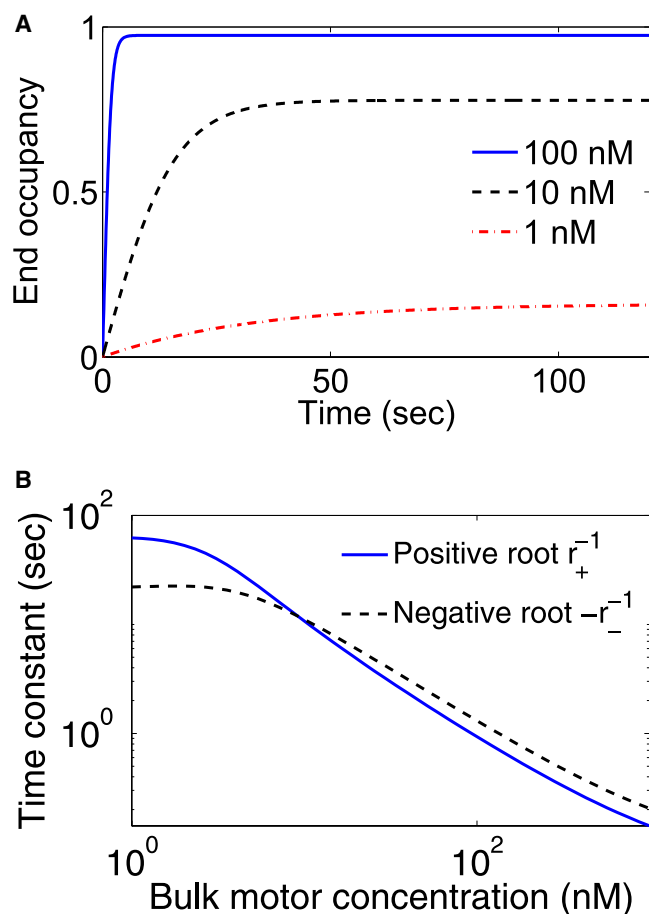 A
1
0.5
0
End occupancy
100 nM
10 nM
1 nM
0
50
100
Time (sec)
B
10^2
10^0
Time constant (sec)
Positive root r_+^{-1}
Negative root –r_–^{-1}
10^0
10^2
Bulk motor concentration (nM)